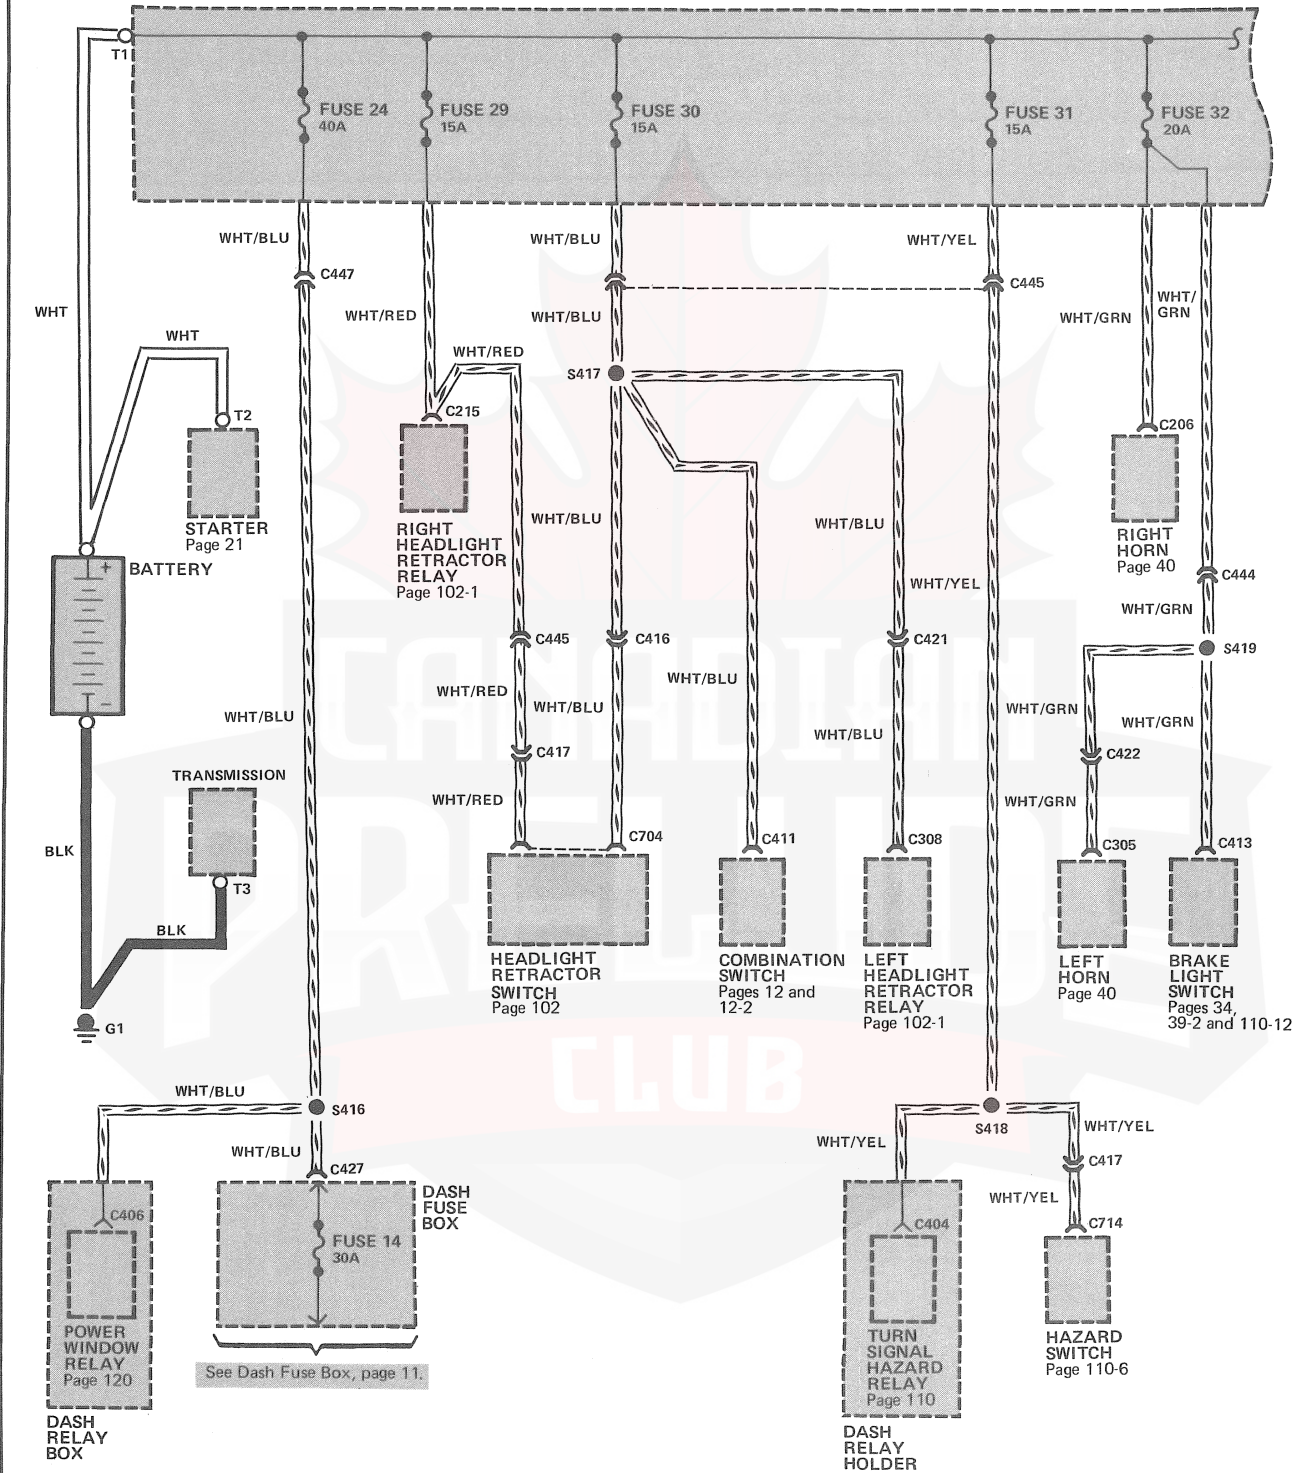 T1
FUSE 24
40A
FUSE 29
15A
FUSE 30
15A
FUSE 31
15A
FUSE 32
20A
WHT/BLU
WHT/BLU
WHT/YEL
C447
C445
WHT
WHT/RED
WHT/BLU
WHT/GRN
WHT/
GRN
WHT
WHT/RED
S417
T2
C215
C206
STARTER
Page 21
RIGHT
HEADLIGHT
RETRACTOR
RELAY
Page 102-1
WHT/BLU
WHT/BLU
RIGHT
HORN
Page 40
BATTERY
+
-
WHT/YEL
C444
WHT/GRN
C445
C416
C421
S419
WHT/RED
WHT/BLU
WHT/BLU
WHT/BLU
WHT/BLU
WHT/GRN
WHT/GRN
C417
C422
TRANSMISSION
WHT/RED
WHT/GRN
CANADIAN
PRELUDE
CLUB
BLK
C704
C411
C308
C305
C413
T3
BLK
HEADLIGHT
RETRACTOR
SWITCH
Page 102
COMBINATION
SWITCH
Pages 12 and
12-2
LEFT
HEADLIGHT
RETRACTOR
RELAY
Page 102-1
LEFT
HORN
Page 40
BRAKE
LIGHT
SWITCH
Pages 34,
39-2 and 110-12
G1
WHT/BLU
S416
S418
WHT/BLU
C427
WHT/YEL
WHT/YEL
C417
WHT/YEL
DASH
FUSE
BOX
C406
FUSE 14
30A
C404
C714
POWER
WINDOW
RELAY
Page 120
See Dash Fuse Box, page 11.
TURN
SIGNAL
HAZARD
RELAY
Page 110
HAZARD
SWITCH
Page 110-6
DASH
RELAY
BOX
DASH
RELAY
HOLDER